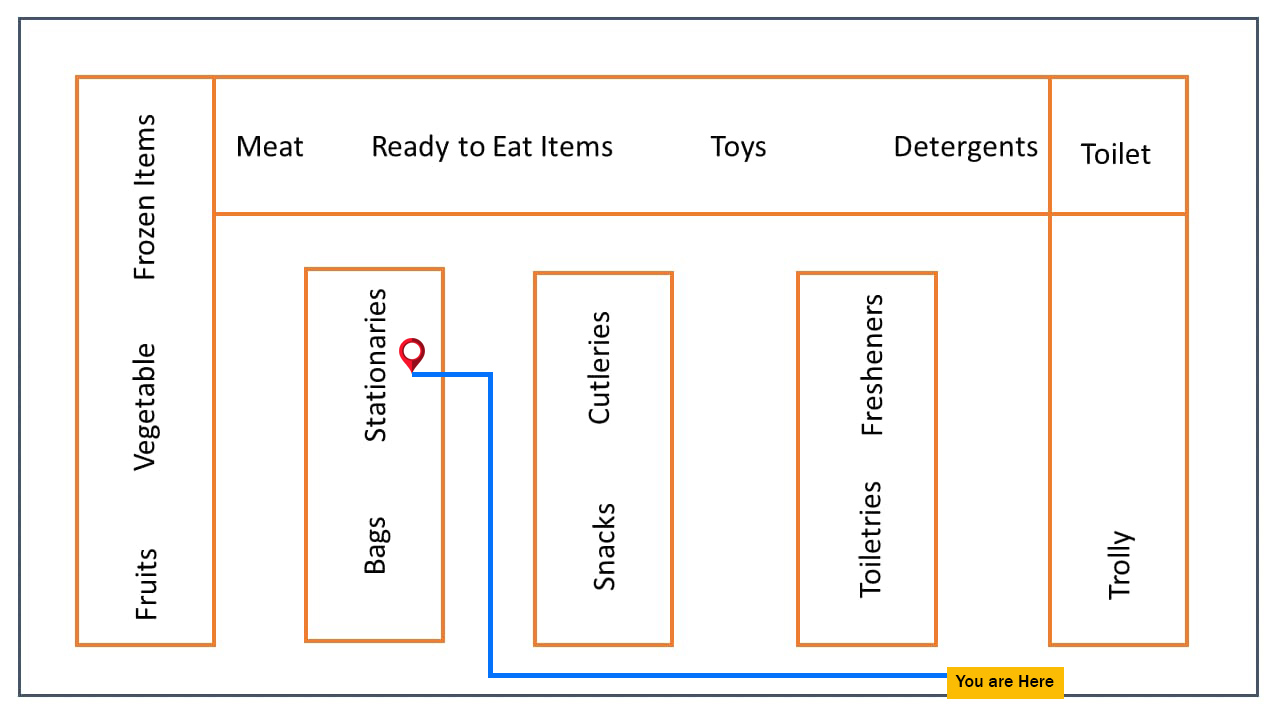 Frozen Items
Vegetable
Fruits
Meat
Ready to Eat Items
Toys
Detergents
Toilet
Stationaries
Bags
Cutleries
Snacks
Fresheners
Toiletries
Trolly
You are Here